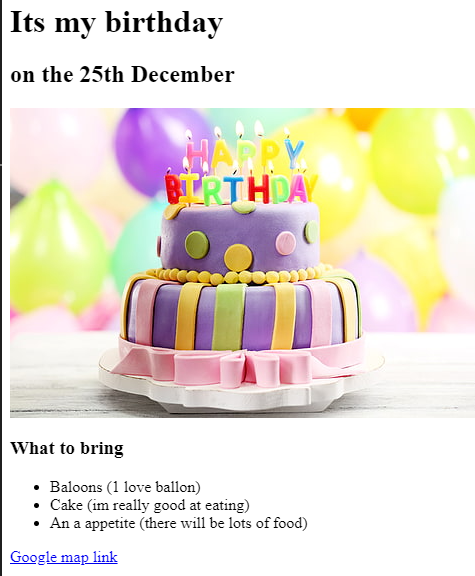 Its my birthday
on the 25th December
HAPPY
BIRTHDAY
What to bring
Baloons (1 love ballon)
Cake (im really good at eating)
An a appetite (there will be lots of food)
Google map link